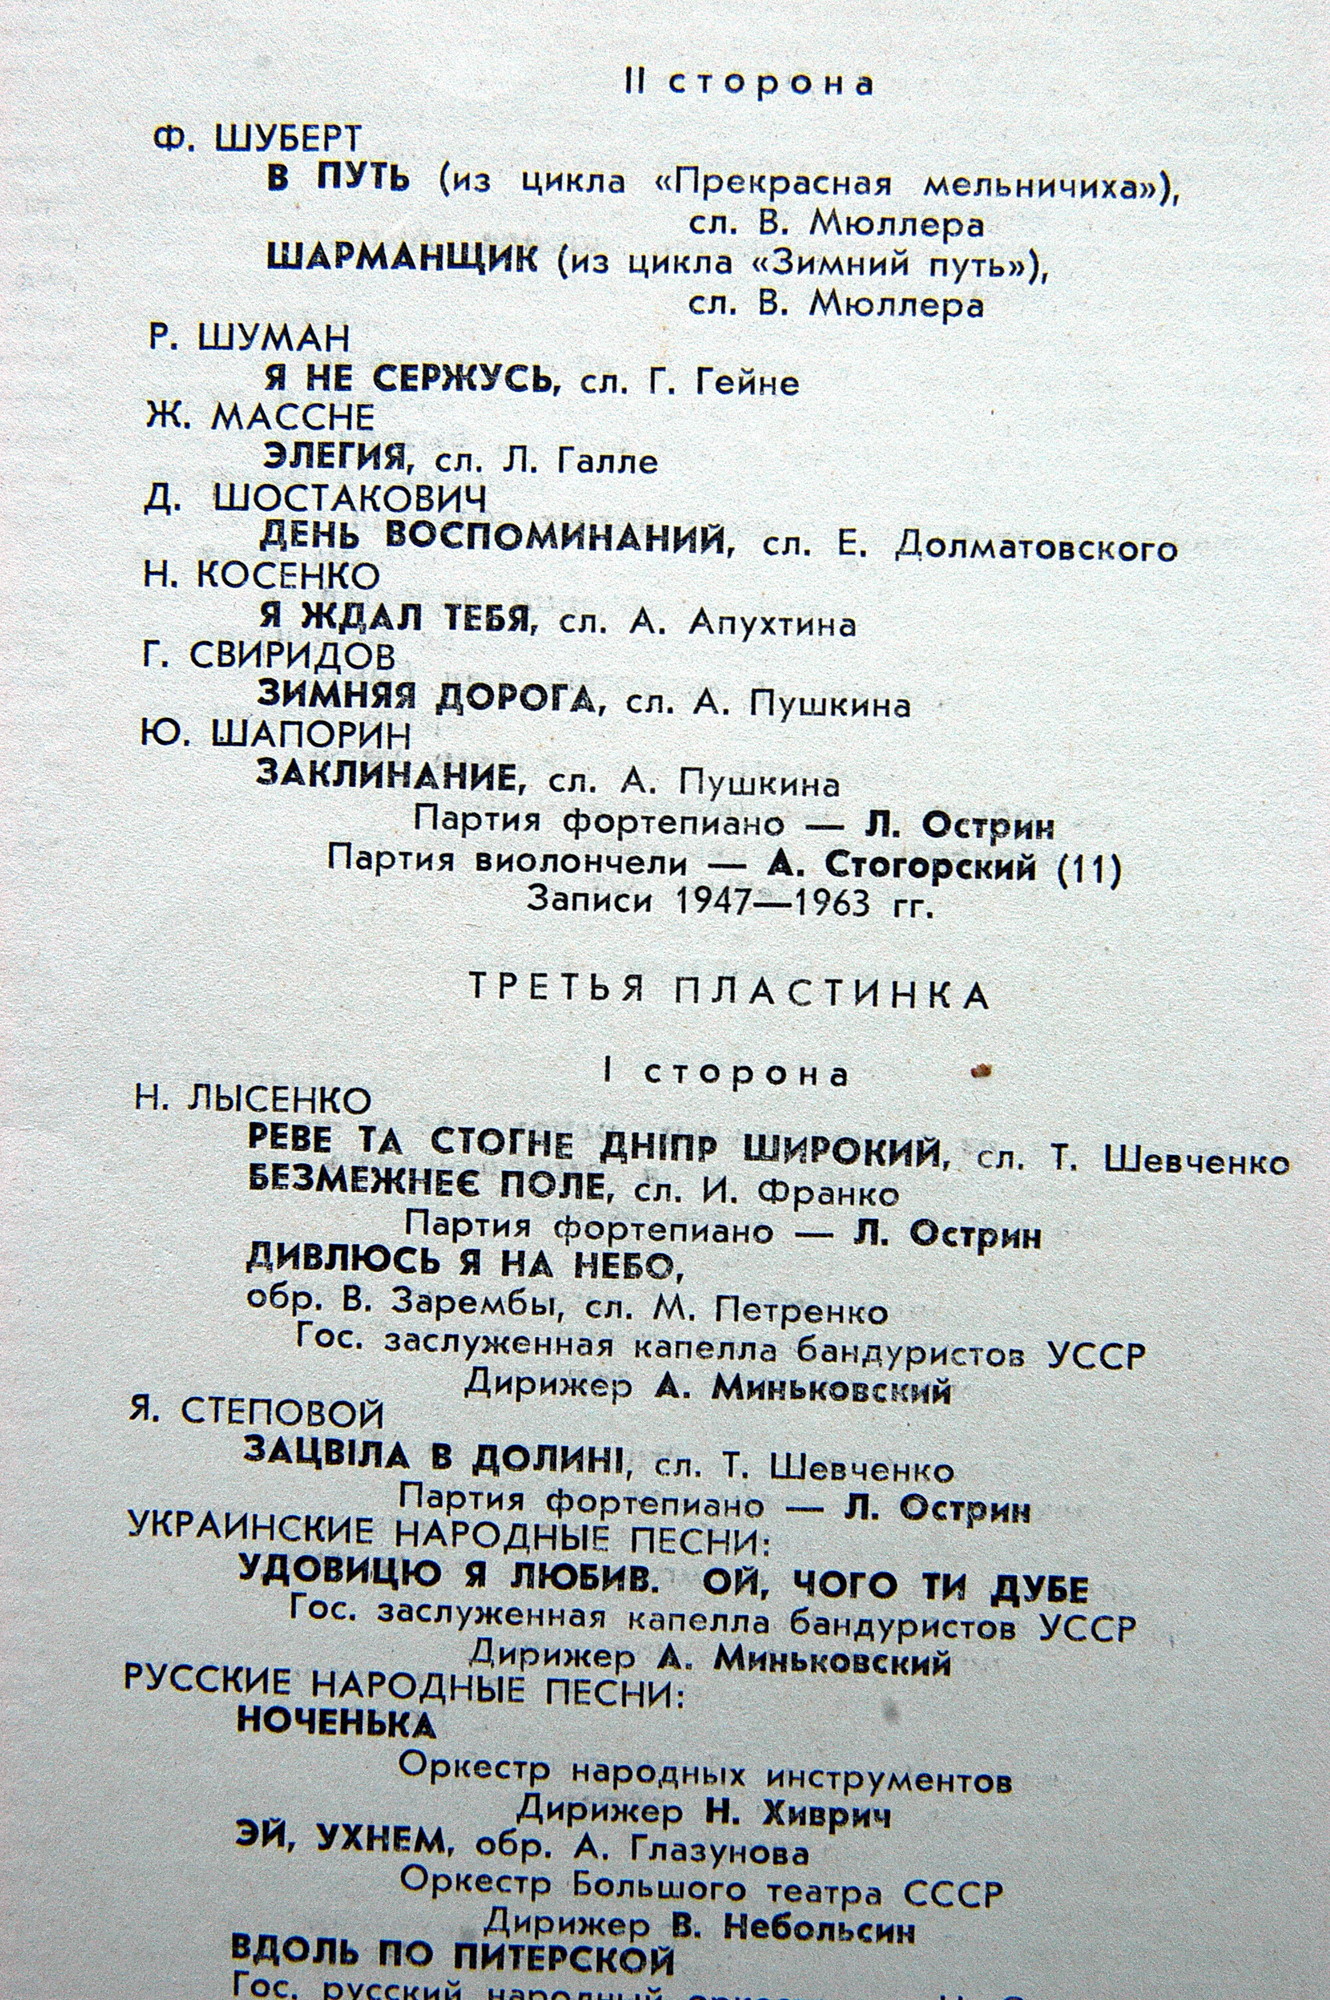 II сторона
Ф. ШУБЕРТ
В ПУТЬ (из цикла «Прекрасная мельничиха»),
сл. В. Мюллера
ШАРМАНЩИК (из цикла «Зимний путь»),
сл. В. Мюллера
Р. ШУМАН
Я НЕ СЕРЖУСЬ, сл. Г. Гейне
Ж. МАССНЕ
ЭЛЕГИЯ, сл. Л. Галле
Д. ШОСТАКОВИЧ
ДЕНЬ ВОСПОМИНАНИЙ, сл. Е. Долматовского
Н. КОСЕНКО
Я ЖДАЛ ТЕБЯ, сл. А. Апухтина
Г. СВИРИДОВ
ЗИМНЯЯ ДОРОГА, сл. А. Пушкина
Ю. ШАПОРИН
ЗАКЛИНАНИЕ, сл. А. Пушкина
Партия фортепиано — Л. Острин
Партия виолончели — А. Стогорский (11)
Записи 1947—1963 гг.
ТРЕТЬЯ ПЛАСТИНКА
I сторона
Н. ЛЫСЕНКО
РЕВЕ ТА СТОГНЕ ДНІПР ШИРОКИЙ, сл. Т. Шевченко
БЕЗМЕЖНЕЄ ПОЛЕ, сл. И. Франко
Партия фортепиано — Л. Острин
ДИВЛЮСЬ Я НА НЕБО,
обр. В. Зарембы, сл. М. Петренко
Гос. заслуженная капелла бандуристов УССР
Дирижер А. Миньковский
Я. СТЕПОВОЙ
ЗАЦВІЛА В ДОЛИНІ, сл. Т. Шевченко
Партия фортепиано — Л. Острин
УКРАИНСКИЕ НАРОДНЫЕ ПЕСНИ:
УДОВИЦЮ Я ЛЮБИВ. ОЙ, ЧОГО ТИ ДУБЕ
Гос. заслуженная капелла бандуристов УССР
Дирижер А. Миньковский
РУССКИЕ НАРОДНЫЕ ПЕСНИ:
НОЧЕНЬКА
Оркестр народных инструментов
Дирижер Н. Хиврич
ЭЙ, УХНЕМ, обр. А. Глазунова
Оркестр Большого театра СССР
Дирижер В. Небольсин
ВДОЛЬ ПО ПИТЕРСКОЙ
Гос. русский народный